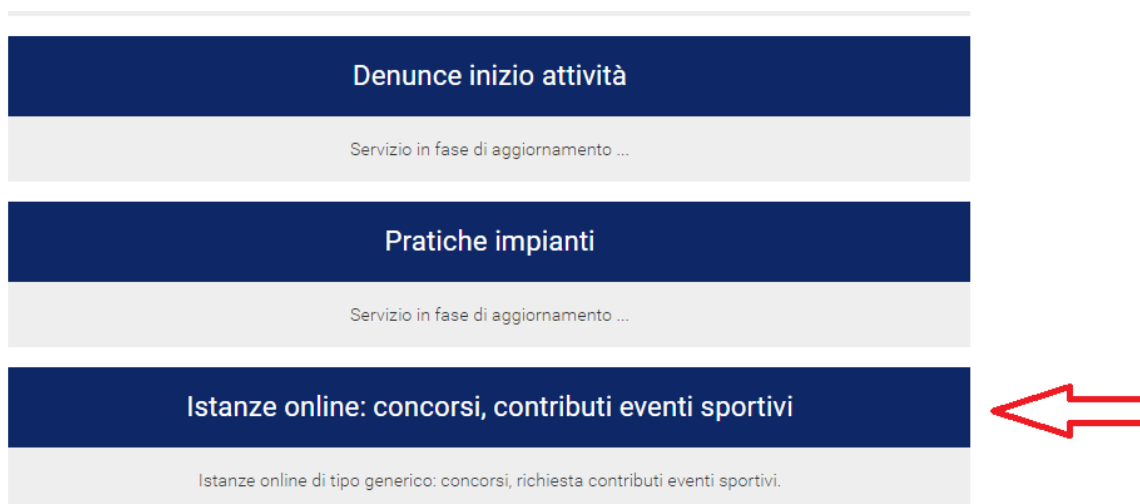 Denunce inizio attività
Servizio in fase di aggiornamento ...
Pratiche impianti
Servizio in fase di aggiornamento ...
Istanze online: concorsi, contributi eventi sportivi
Istanze online di tipo generico: concorsi, richiesta contributi eventi sportivi.